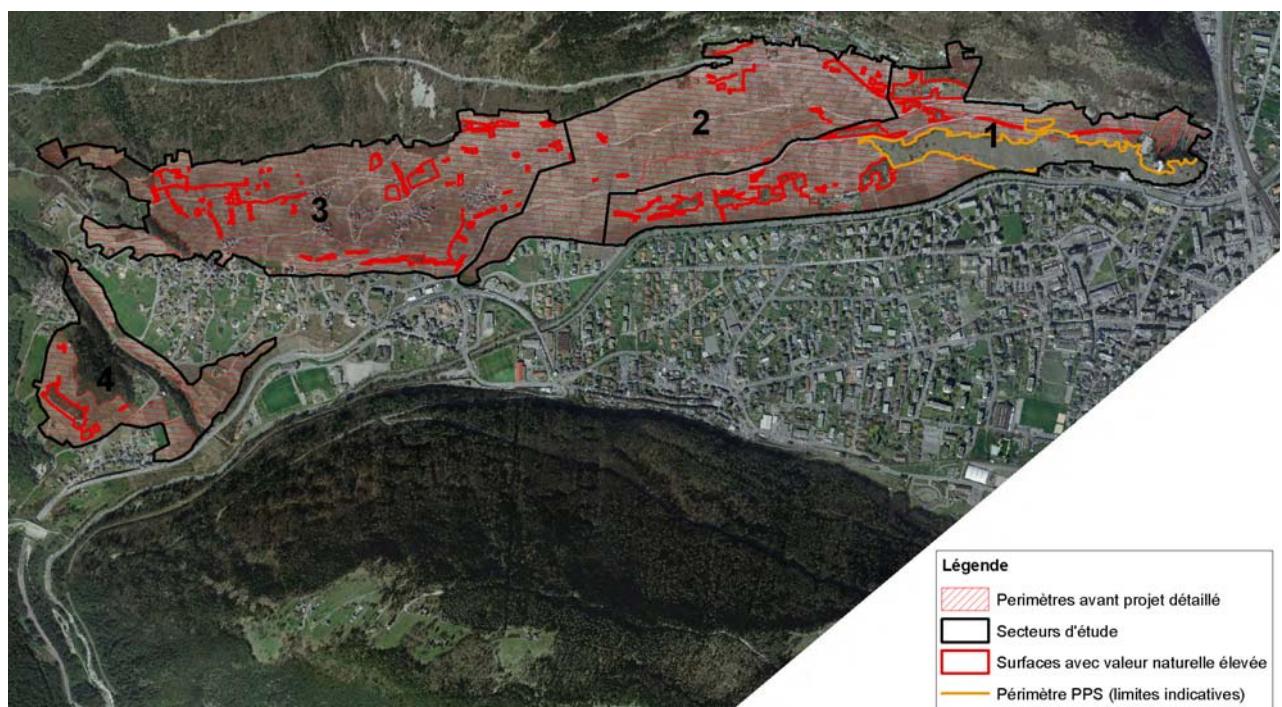 2
1
3
4
Légende
Perimètres avant projet détaillé
Secteurs d'étude
Surfaces avec valeur naturelle élevée
Périmètre PPS (limites indicatives)